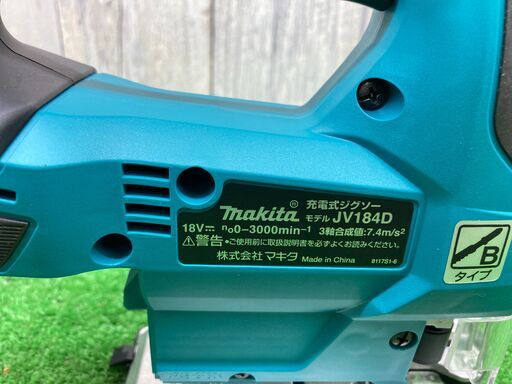 makita® 充電式ジグソー
モデル JV184D
18V⎓ n₀0-3000min⁻¹ 3軸合成値:7.4m/s²
⚠警告 •ご使用前に取扱説明書を必ずよくお読みください。
株式会社マキタ Made in China 8117S1-6
B
タイプ